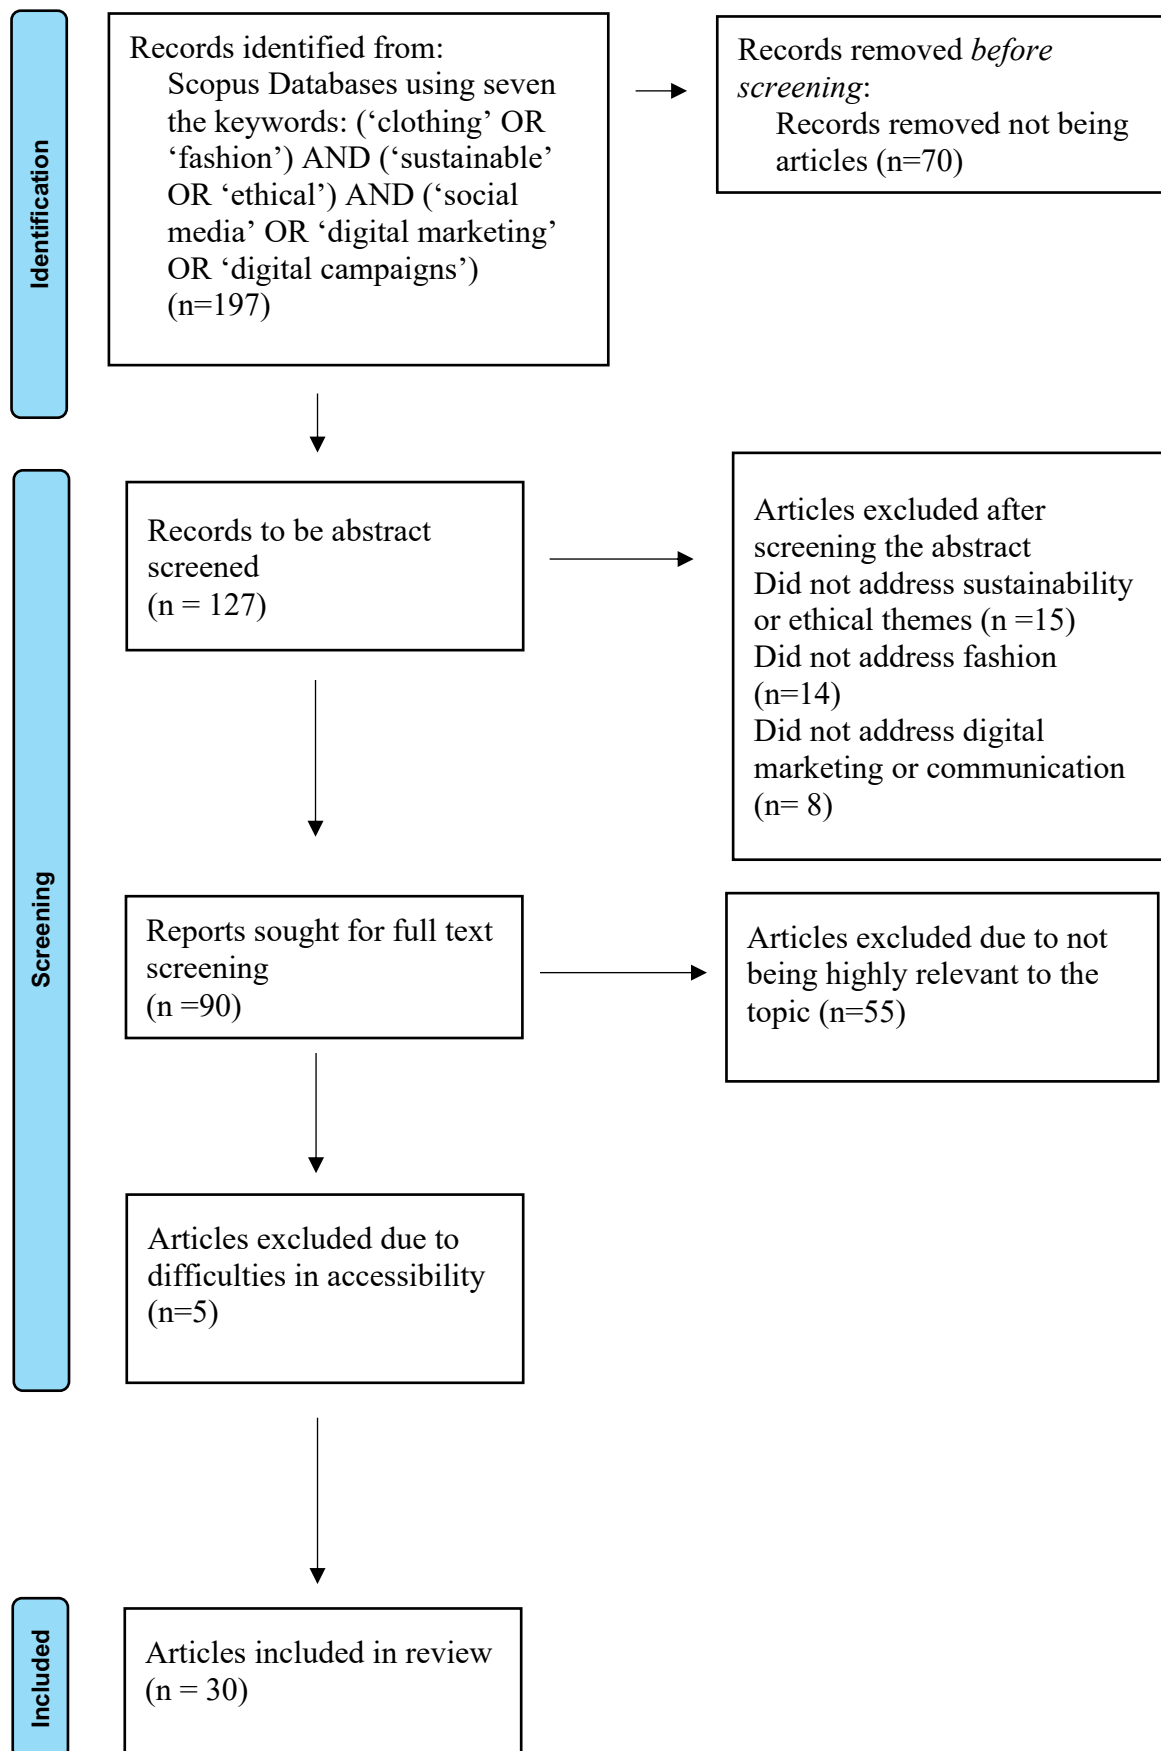 Identification
Records identified from:
Scopus Databases using seven
the keywords: (‘clothing’ OR
‘fashion’) AND (‘sustainable’
OR ‘ethical’) AND (‘social
media’ OR ‘digital marketing’
OR ‘digital campaigns’)
(n=197)
Records removed before
screening:
Records removed not being
articles (n=70)
Screening
Records to be abstract
screened
(n = 127)
Articles excluded after
screening the abstract
Did not address sustainability
or ethical themes (n =15)
Did not address fashion
(n=14)
Did not address digital
marketing or communication
(n= 8)
Reports sought for full text
screening
(n =90)
Articles excluded due to not
being highly relevant to the
topic (n=55)
Articles excluded due to
difficulties in accessibility
(n=5)
Included
Articles included in review
(n = 30)